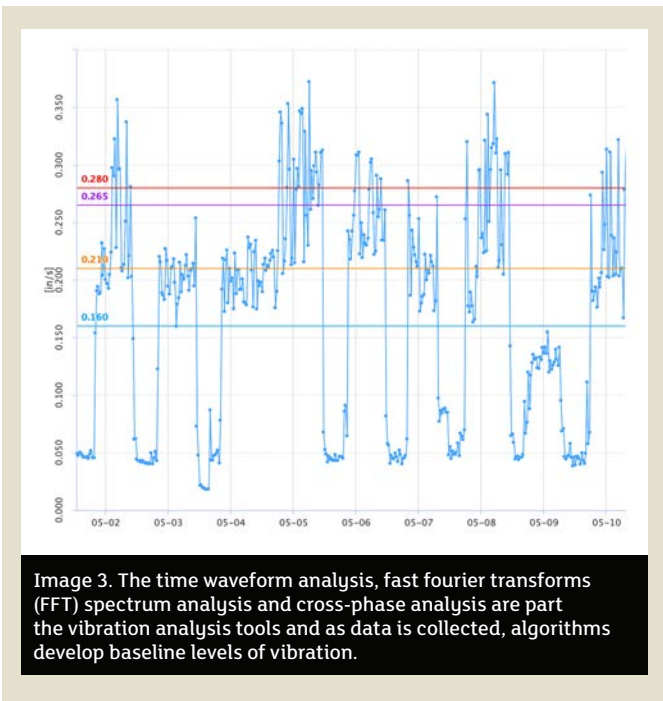 0.350
0.300
0.280
0.265
0.250
0.210
0.200
[in/s]
0.160
0.150
0.100
0.050
0.000
05-02 05-03 05-04 05-05 05-06 05-07 05-08 05-09 05-10
Image 3. The time waveform analysis, fast fourier transforms
(FFT) spectrum analysis and cross-phase analysis are part
the vibration analysis tools and as data is collected, algorithms
develop baseline levels of vibration.